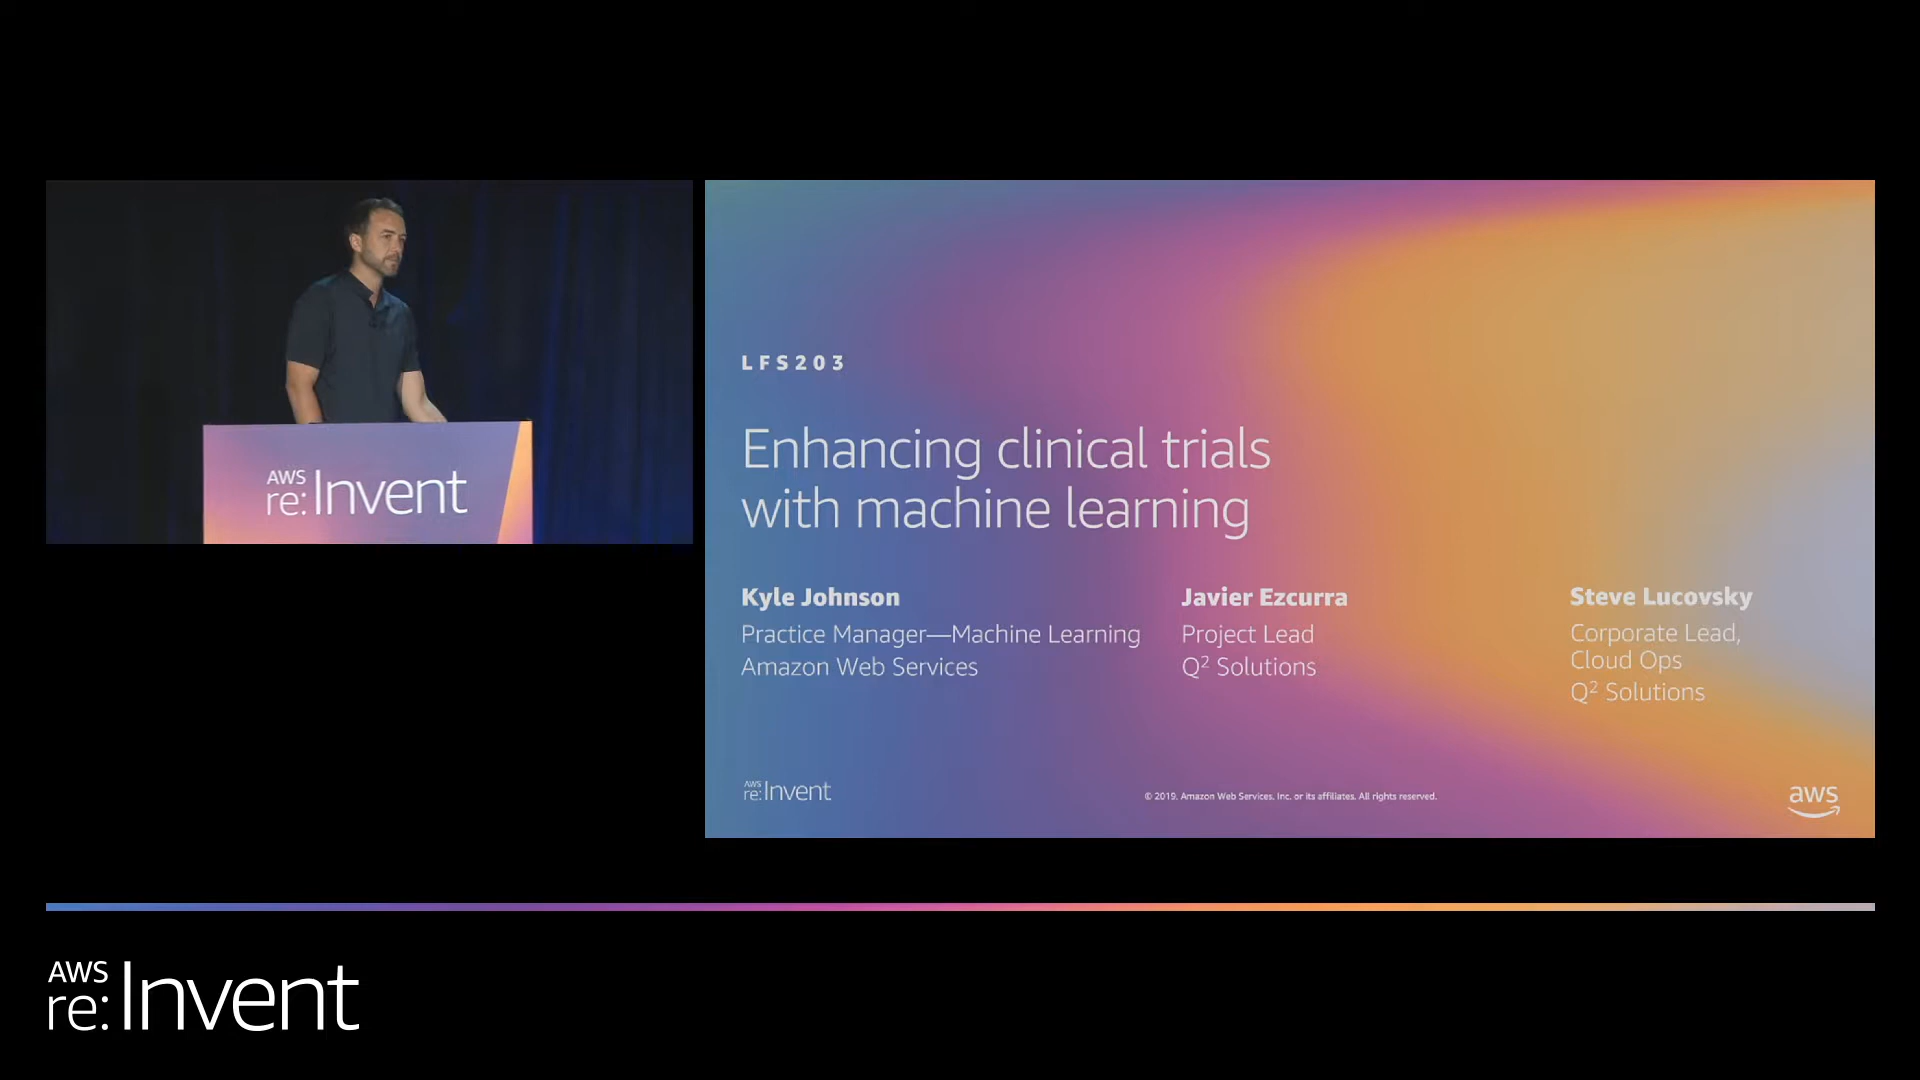 AWS
re:Invent
LFS203
Enhancing clinical trials
with machine learning
Kyle Johnson
Practice Manager—Machine Learning
Amazon Web Services
Javier Ezcurra
Project Lead
Q² Solutions
Steve Lucovsky
Corporate Lead,
Cloud Ops
Q² Solutions
AWS
re:Invent
© 2019, Amazon Web Services, Inc. or its affiliates. All rights reserved.
aws
AWS
re:Invent